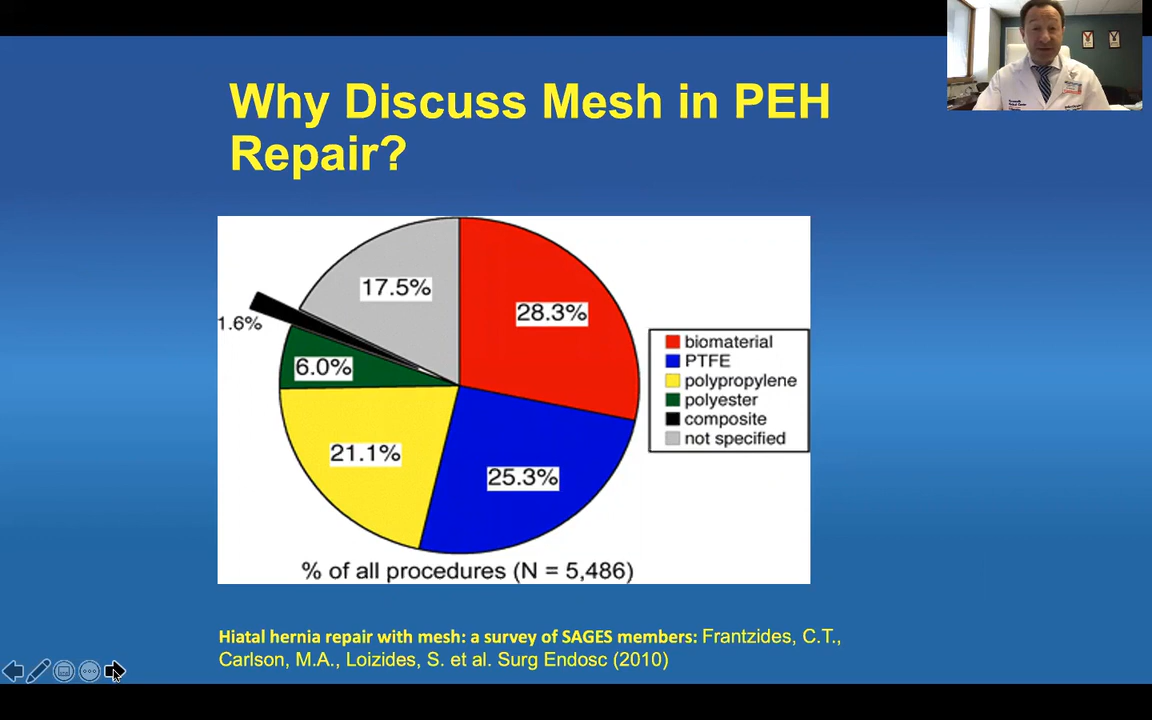 Why Discuss Mesh in PEH
Repair?
17.5%
28.3%
1.6%
6.0%
21.1%
25.3%
biomaterial
PTFE
polypropylene
polyester
composite
not specified
% of all procedures (N = 5,486)
Hiatal hernia repair with mesh: a survey of SAGES members: Frantzides, C.T.,
Carlson, M.A., Loizides, S. et al. Surg Endosc (2010)